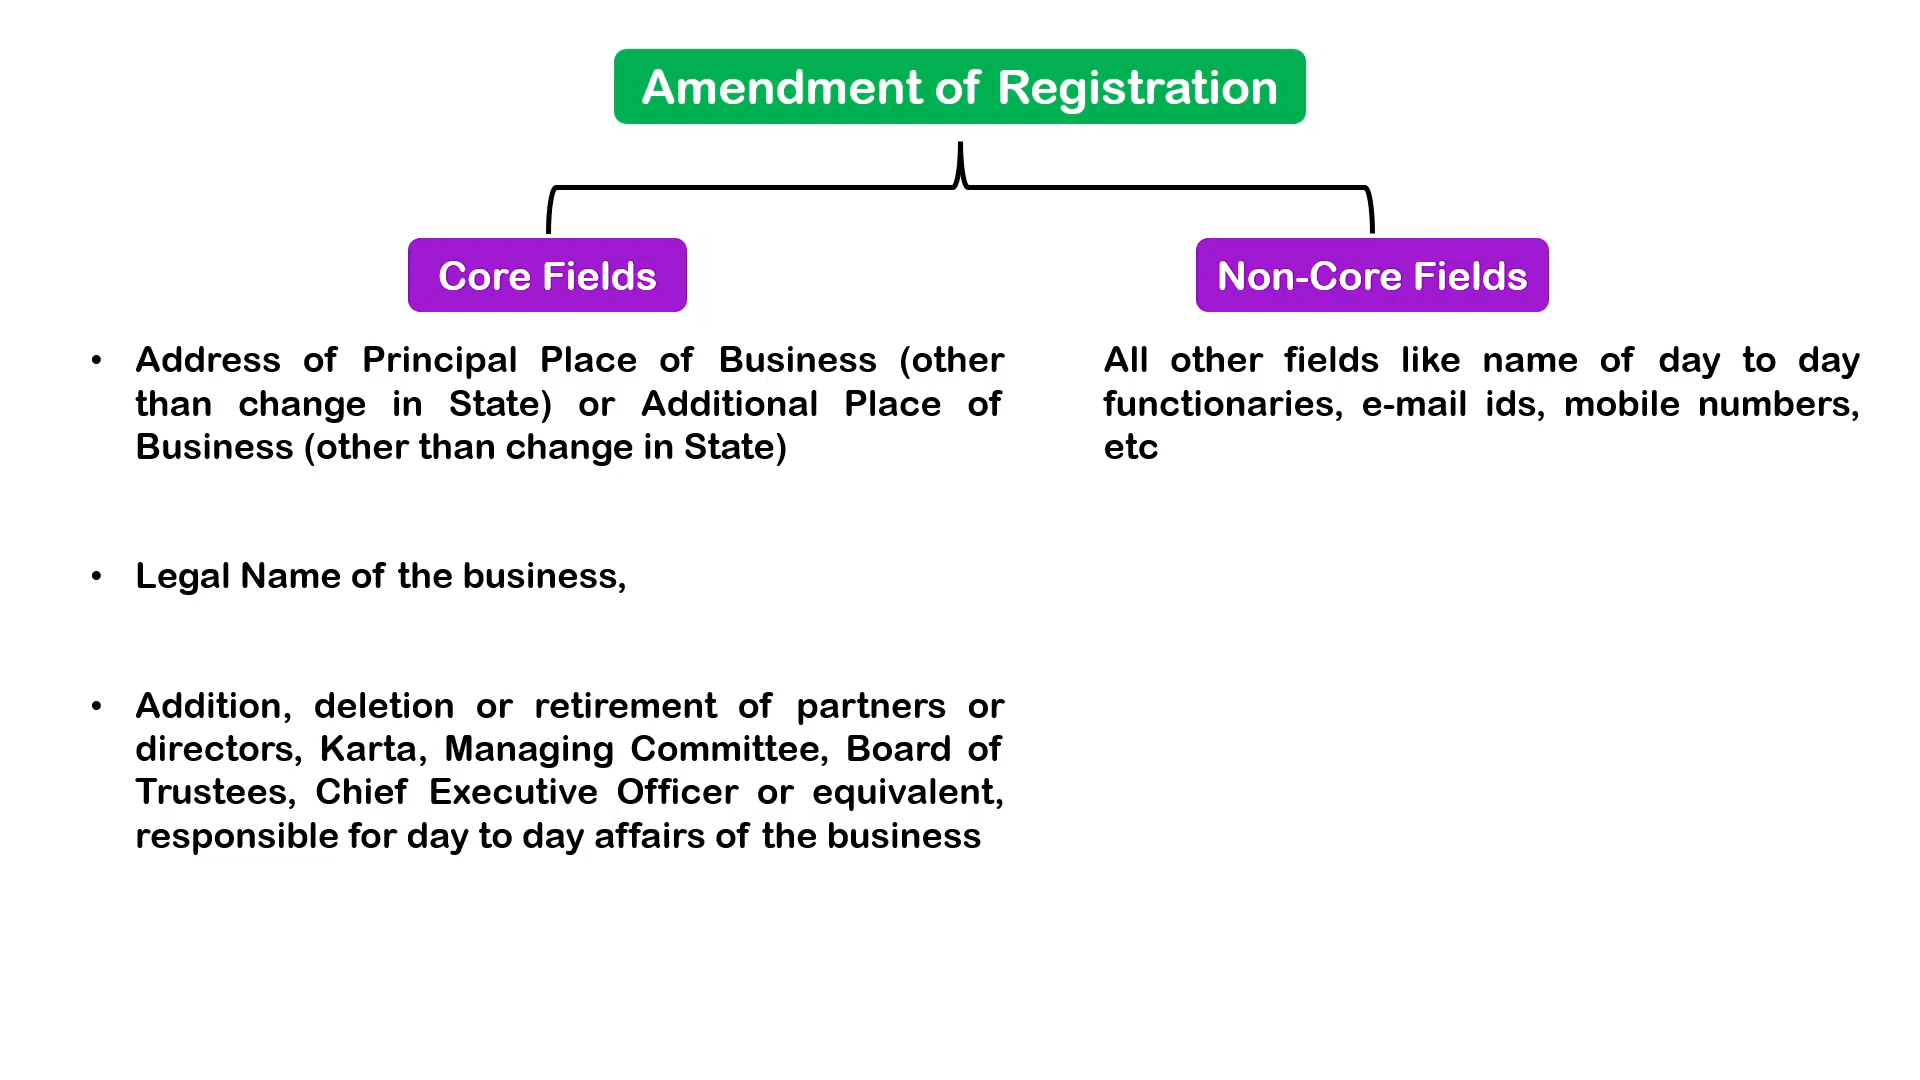 Amendment of Registration
Core Fields
Non-Core Fields
• Address of Principal Place of Business (other
than change in State) or Additional Place of
Business (other than change in State)
• Legal Name of the business,
• Addition, deletion or retirement of partners or
directors, Karta, Managing Committee, Board of
Trustees, Chief Executive Officer or equivalent,
responsible for day to day affairs of the business
All other fields like name of day to day
functionaries, e-mail ids, mobile numbers,
etc